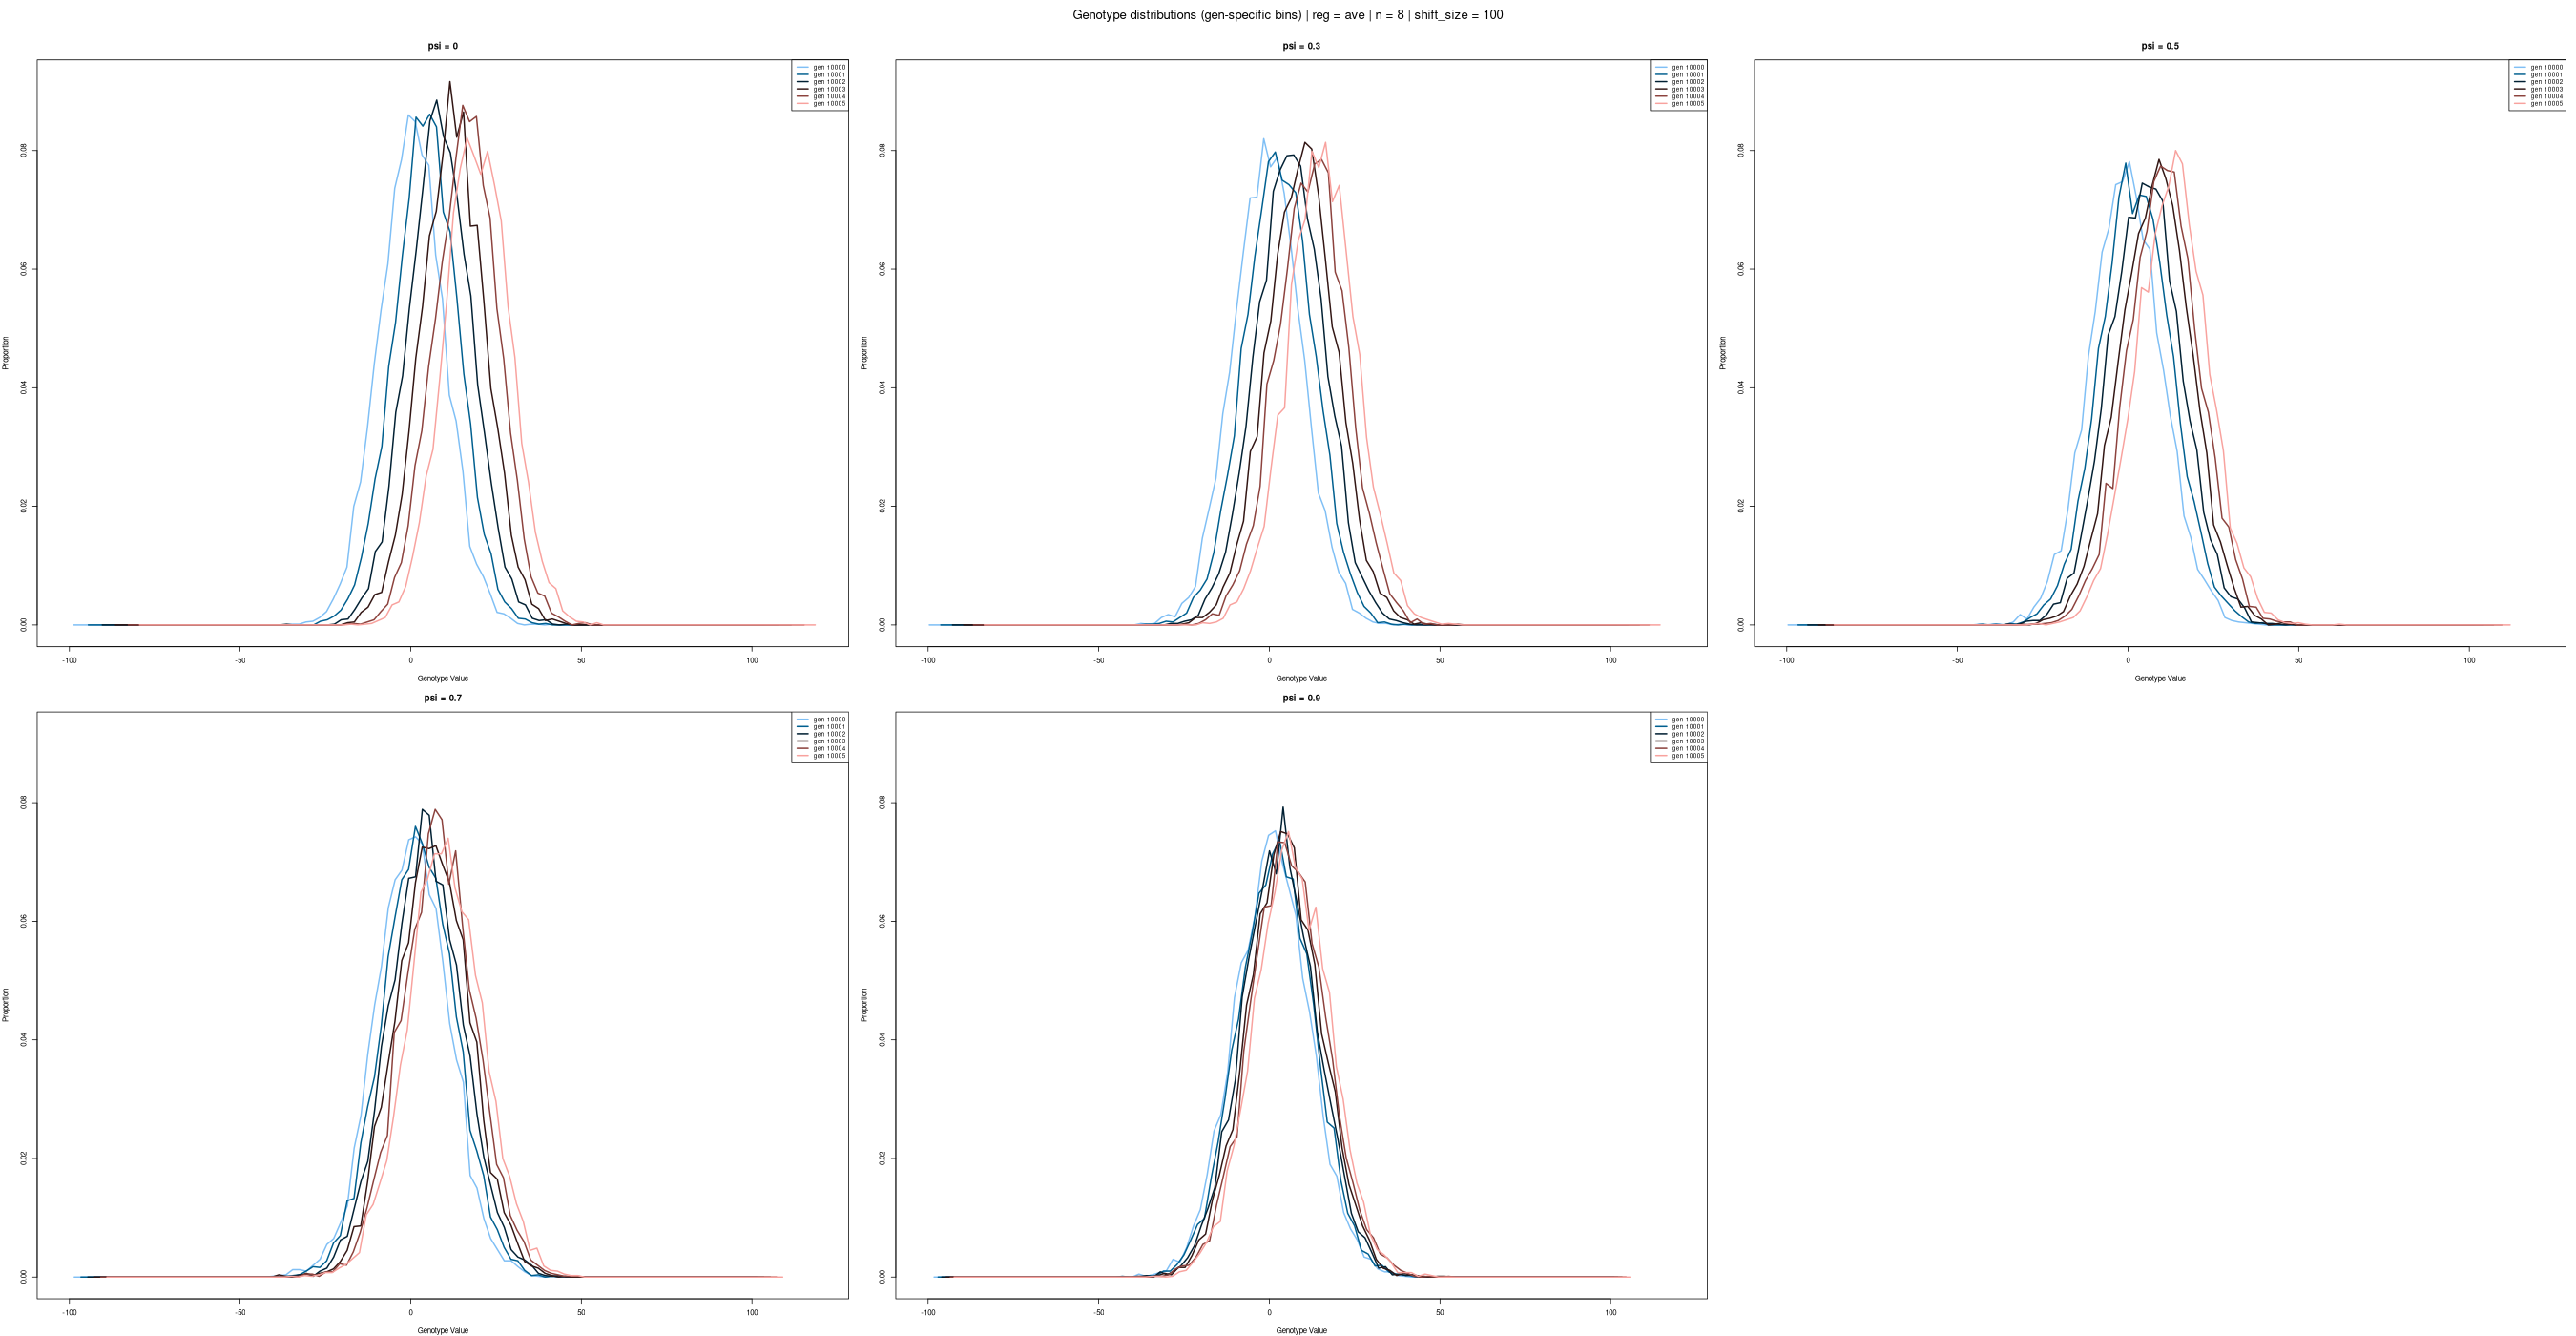 Genotype distributions (gen-specific bins) | reg = ave | n = 8 | shift_size = 100
psi = 0
gen 10000
gen 10001
gen 10002
gen 10003
gen 10004
gen 10005
Proportion
0.00
0.02
0.04
0.06
0.08
-100
-50
0
50
100
Genotype Value
psi = 0.3
gen 10000
gen 10001
gen 10002
gen 10003
gen 10004
gen 10005
Proportion
0.00
0.02
0.04
0.06
0.08
-100
-50
0
50
100
Genotype Value
psi = 0.5
gen 10000
gen 10001
gen 10002
gen 10003
gen 10004
gen 10005
Proportion
0.00
0.02
0.04
0.06
0.08
-100
-50
0
50
100
Genotype Value
psi = 0.7
gen 10000
gen 10001
gen 10002
gen 10003
gen 10004
gen 10005
Proportion
0.00
0.02
0.04
0.06
0.08
-100
-50
0
50
100
Genotype Value
psi = 0.9
gen 10000
gen 10001
gen 10002
gen 10003
gen 10004
gen 10005
Proportion
0.00
0.02
0.04
0.06
0.08
-100
-50
0
50
100
Genotype Value